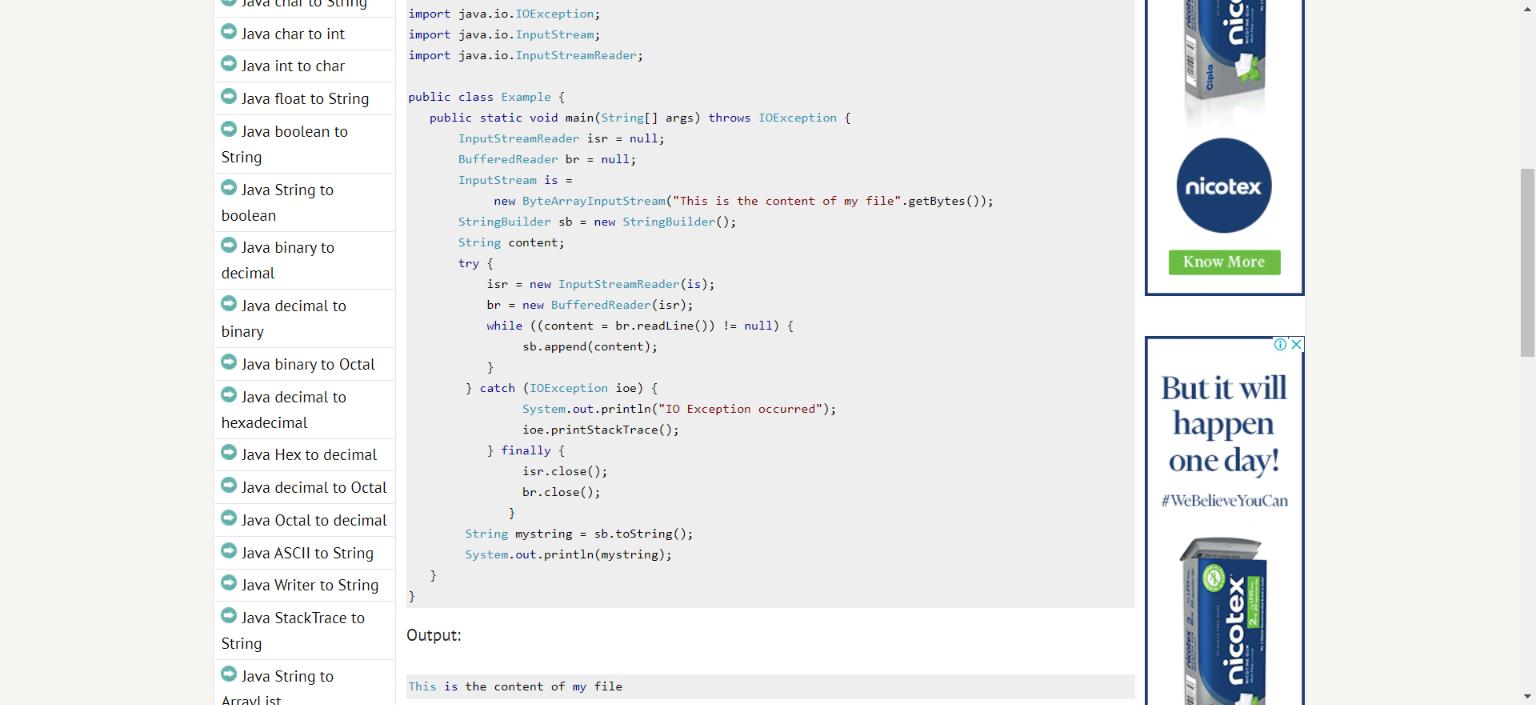 Java char to String
Java char to int
Java int to char
Java float to String
Java boolean to
String
Java String to
boolean
Java binary to
decimal
Java decimal to
binary
Java binary to Octal
Java decimal to
hexadecimal
Java Hex to decimal
Java decimal to Octal
Java Octal to decimal
Java ASCII to String
Java Writer to String
Java StackTrace to
String
Java String to
ArrayList
import java.io.IOException;
import java.io.InputStream;
import java.io.InputStreamReader;
public class Example {
public static void main(String[] args) throws IOException {
InputStreamReader isr = null;
BufferedReader br = null;
InputStream is =
new ByteArrayInputStream("This is the content of my file".getBytes());
StringBuilder sb = new StringBuilder();
String content;
try {
isr = new InputStreamReader(is);
br = new BufferedReader(isr);
while ((content = br.readLine()) != null) {
sb.append(content);
}
} catch (IOException ioe) {
System.out.println("IO Exception occurred");
ioe.printStackTrace();
} finally {
isr.close();
br.close();
}
String mystring = sb.toString();
System.out.println(mystring);
}
}
Output:
This is the content of my file
Cipla
nicotex
Know More
But it will
happen
one day!
#WeBelieveYouCan
nicotex